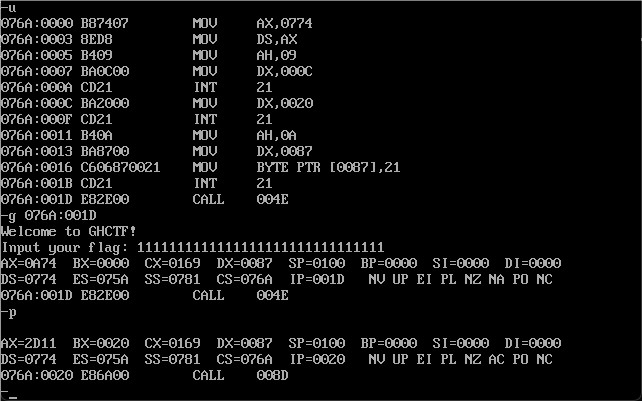 -u
076A:0000 B87407 MOV AX,0774
076A:0003 8ED8 MOV DS,AX
076A:0005 B409 MOV AH,09
076A:0007 BA0C00 MOV DX,000C
076A:000A CD21 INT 21
076A:000C BA2000 MOV DX,0020
076A:000F CD21 INT 21
076A:0011 B40A MOV AH,0A
076A:0013 BA8700 MOV DX,0087
076A:0016 C606870021 MOV BYTE PTR [0087],21
076A:001B CD21 INT 21
076A:001D E82E00 CALL 004E
-g 076A:001D
Welcome to GHCTF!
Input your flag: 11111111111111111111111111111111
AX=0A74 BX=0000 CX=0169 DX=0087 SP=0100 BP=0000 SI=0000 DI=0000
DS=0774 ES=075A SS=0781 CS=076A IP=001D NV UP EI PL NZ NA PO NC
076A:001D E82E00 CALL 004E
-p
AX=2D11 BX=0020 CX=0169 DX=0087 SP=0100 BP=0000 SI=0000 DI=0000
DS=0774 ES=075A SS=0781 CS=076A IP=0020 NV UP EI PL NZ AC PO NC
076A:0020 E86A00 CALL 008D
-_